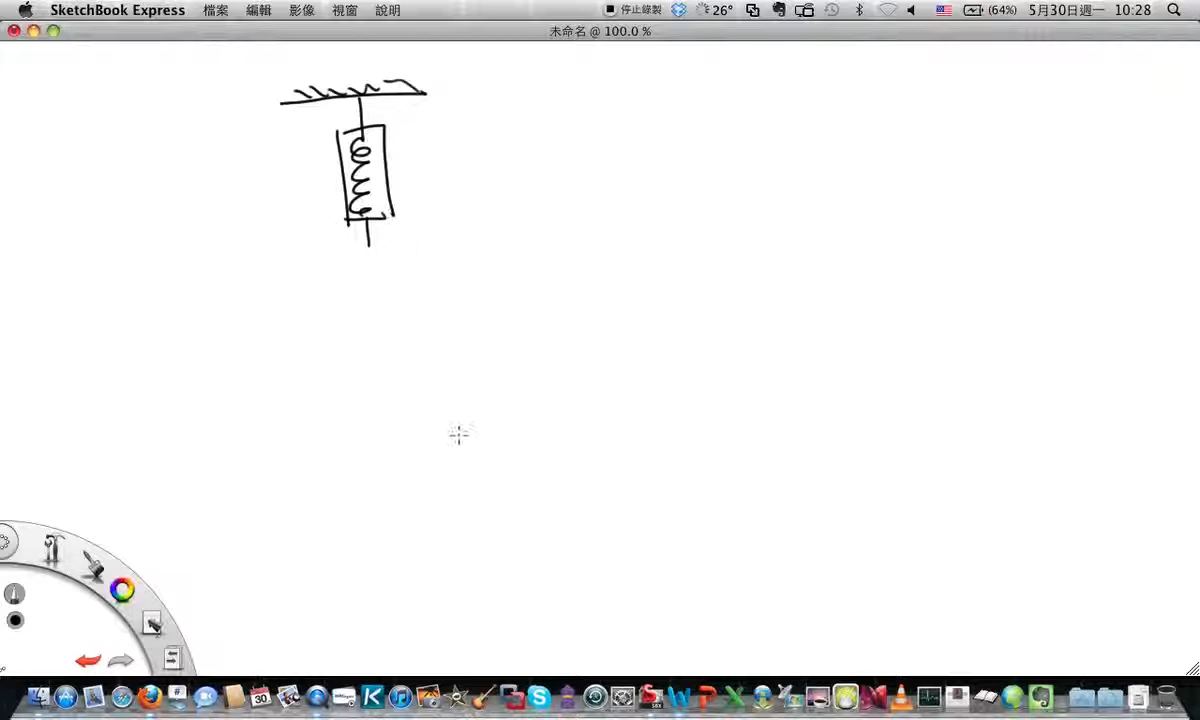 SketchBook Express 檔案 編輯 影像 視窗 說明 停止錄製 26° (64%) 5月30日週一 10:28
未命名 @ 100.0 %